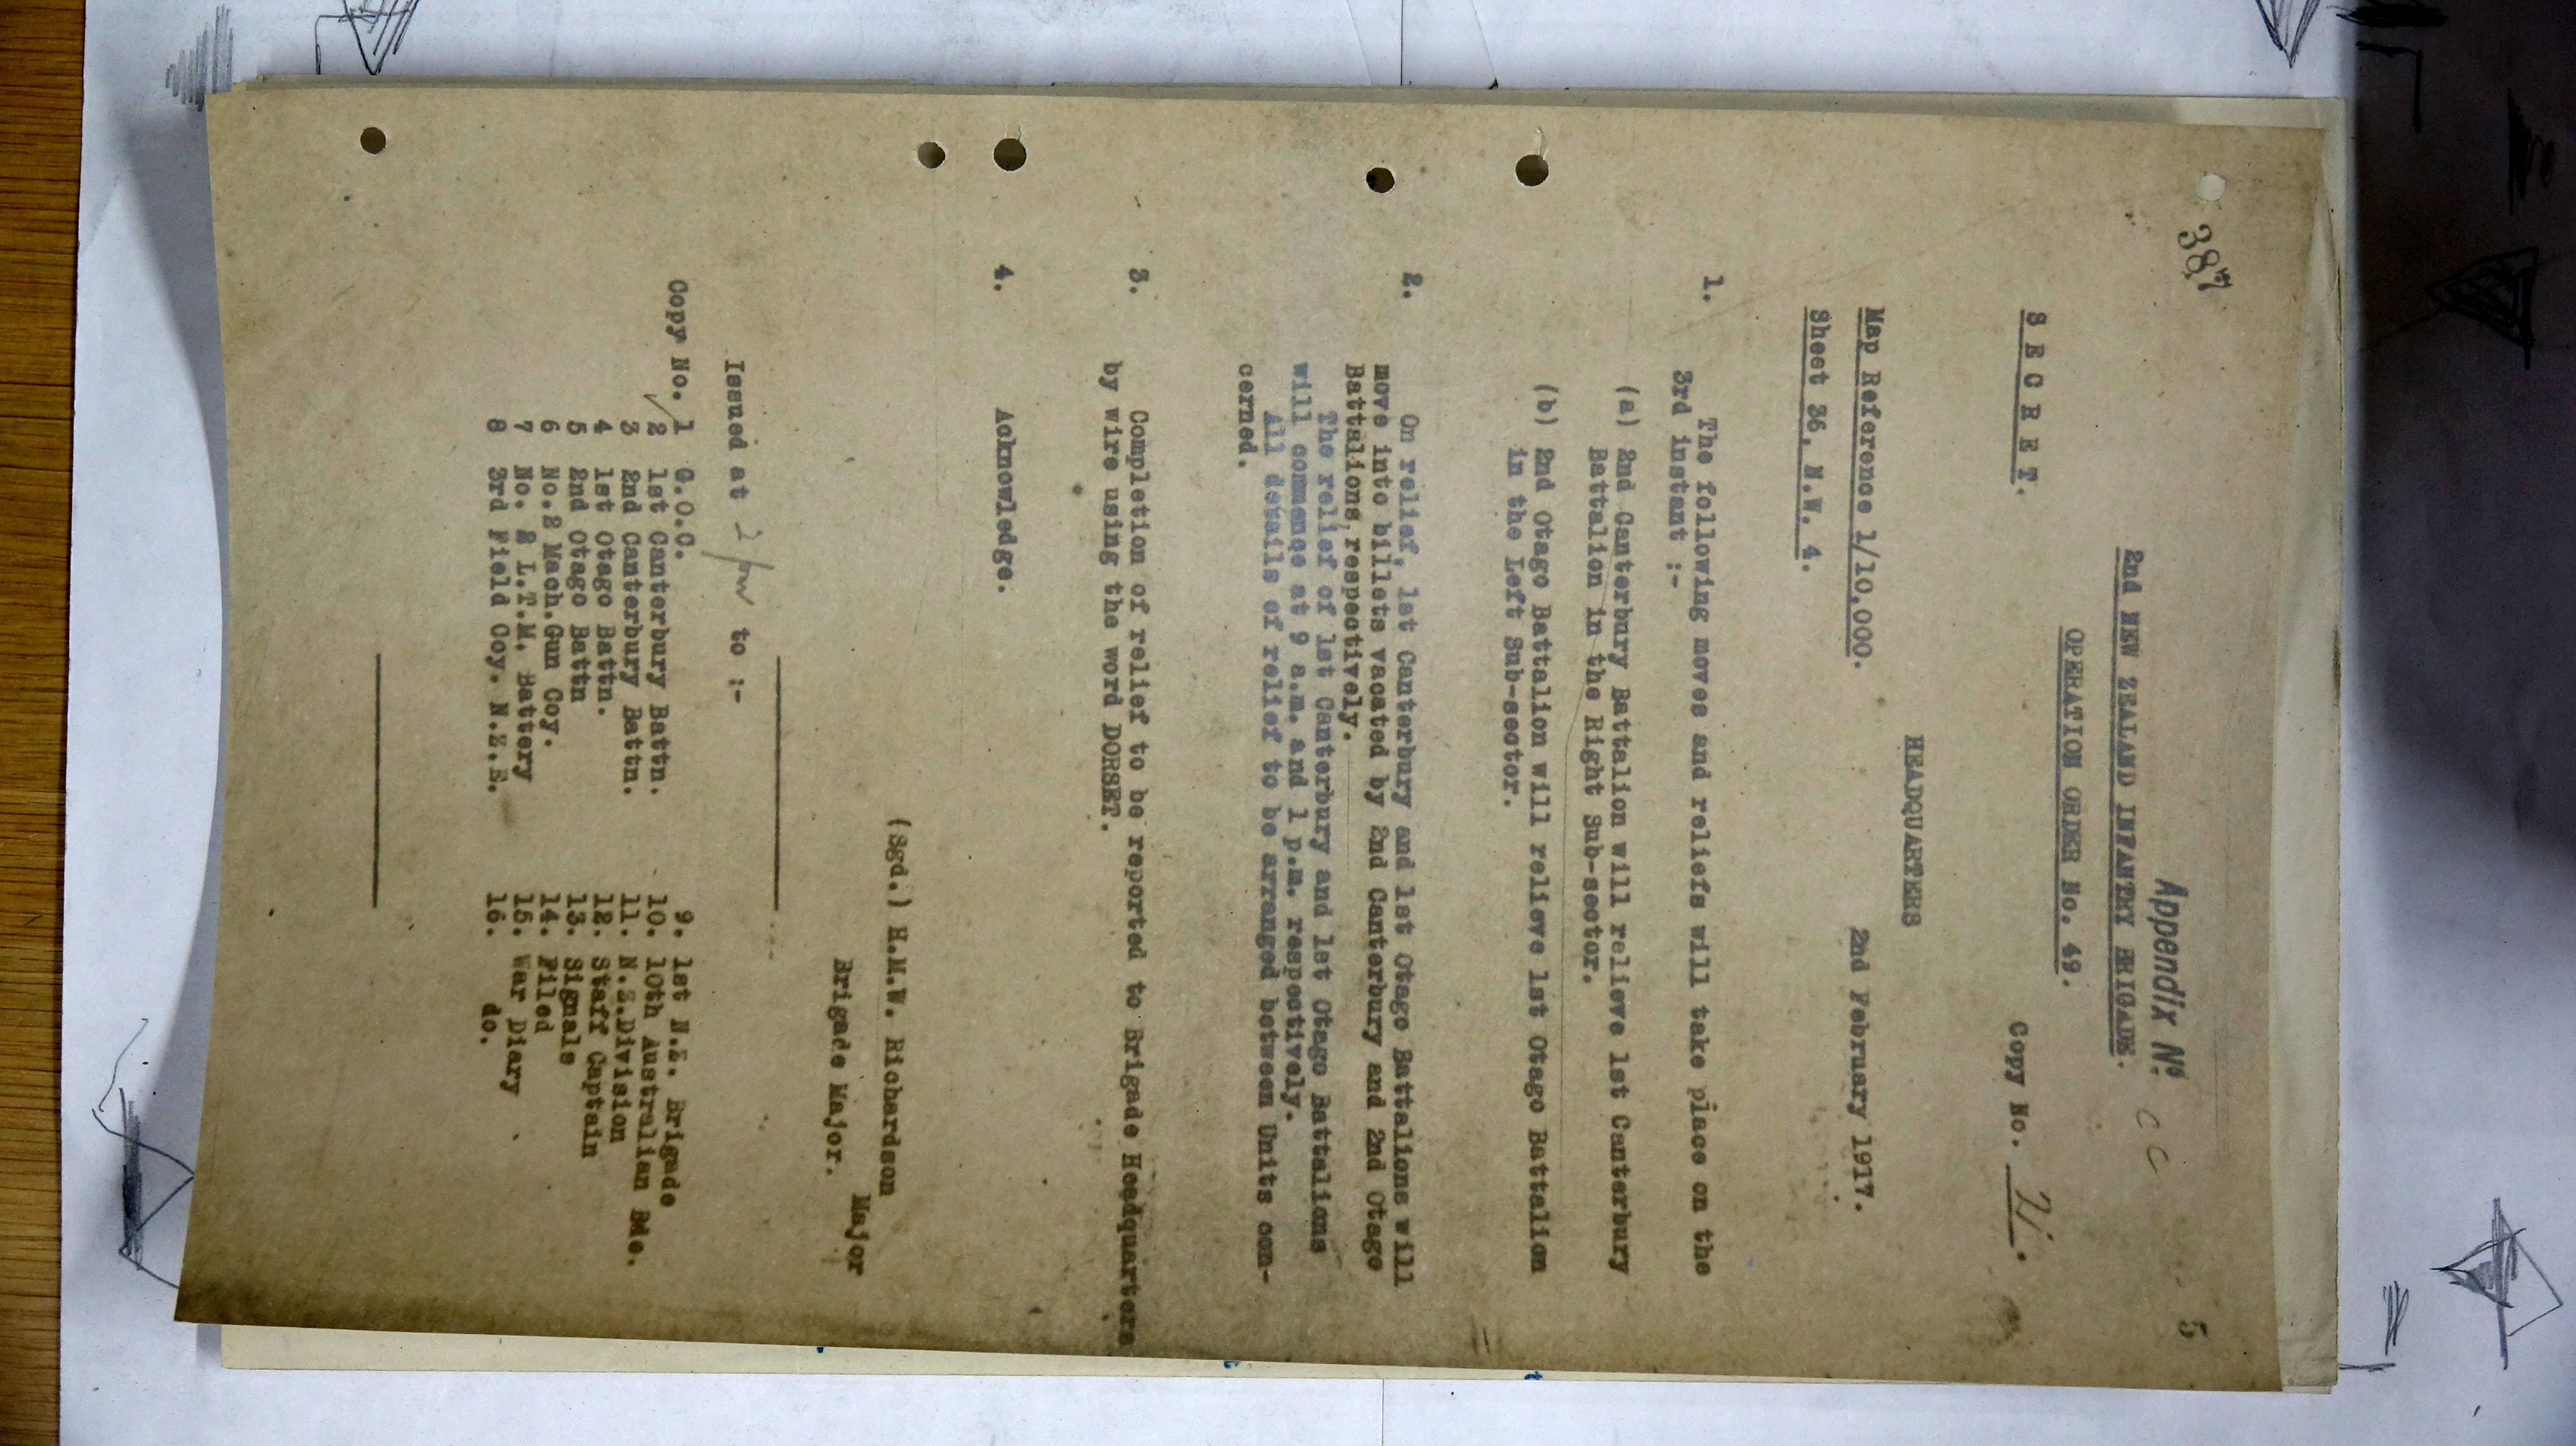 387
5
Appendix Nº CC
2nd NEW ZEALAND INFANTRY BRIGADE.
OPERATION ORDER No. 49.
S E C R E T.
Copy No. 2.
HEADQUARTERS
Map Reference 1/10,000.
2nd February 1917.
Sheet 36, N.W. 4.
1. The following moves and reliefs will take place on the
3rd instant :-
(a) 2nd Canterbury Battalion will relieve 1st Canterbury
Battalion in the Right Sub-sector.
(b) 2nd Otago Battalion will relieve 1st Otago Battalion
in the Left Sub-sector.
2. On relief, 1st Canterbury and 1st Otago Battalions will
move into billets vacated by 2nd Canterbury and 2nd Otago
Battalions, respectively.
The relief of 1st Canterbury and 1st Otago Battalions
will commence at 9 a.m. and 1 p.m. respectively.
All details of relief to be arranged between Units con-
cerned.
3. Completion of relief to be reported to Brigade Headquarters
by wire using the word DORSET.
4. Acknowledge.
(Sgd.) H.M.W. Richardson
Major
Brigade Major.
Issued at 2 pm to :-
Copy No. 1 G.O.C.
2 1st Canterbury Battn.
3 2nd Canterbury Battn.
4 1st Otago Battn.
5 2nd Otago Battn
6 No.2 Mach.Gun Coy.
7 No. 2 L.T.M. Battery
8 3rd Field Coy. N.Z.E.
9. 1st N.Z. Brigade
10. 10th Australian Bde.
11. N.Z.Division
12. Staff Captain
13. Signals
14. Filed
15. War Diary
16. do.